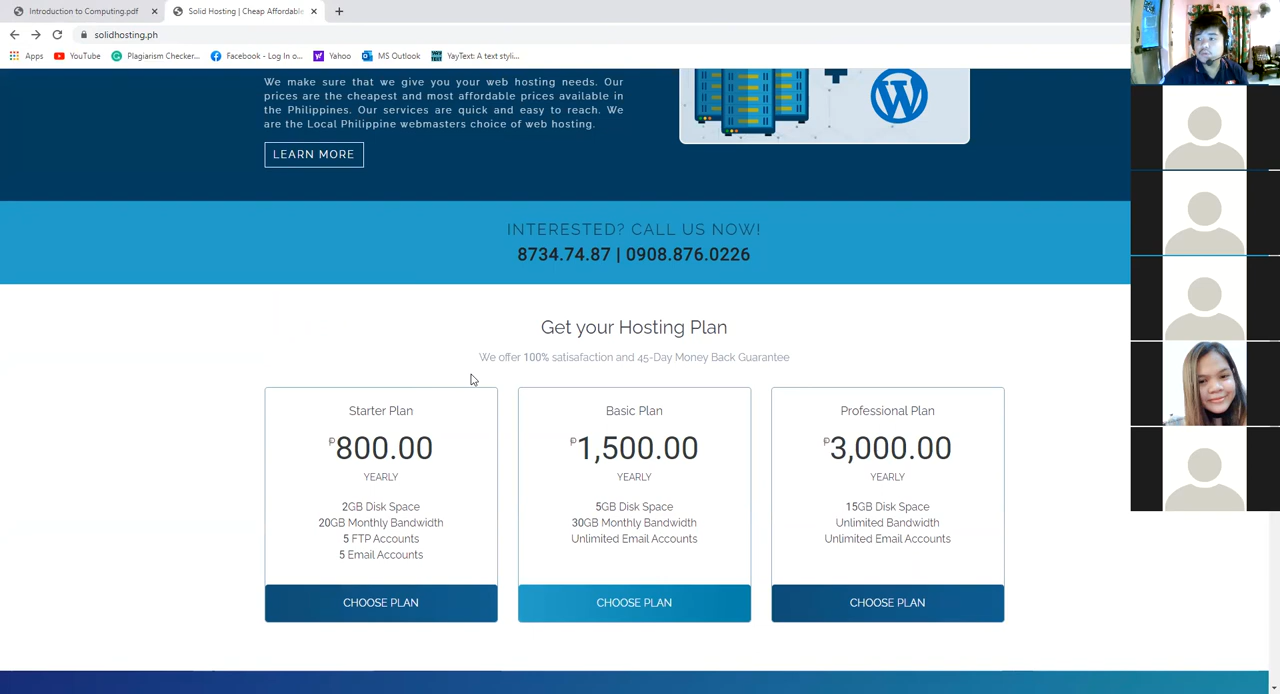 Introduction to Computing.pdf
Solid Hosting | Cheap Affordable
solidhosting.ph
Apps
YouTube
Plagiarism Checker...
Facebook - Log In o...
Yahoo
MS Outlook
YayText: A text styli...
We make sure that we give you your web hosting needs. Our
prices are the cheapest and most affordable prices available in
the Philippines. Our services are quick and easy to reach. We
are the Local Philippine webmasters choice of web hosting.
LEARN MORE
INTERESTED? CALL US NOW!
8734.74.87 | 0908.876.0226
Get your Hosting Plan
We offer 100% satisafaction and 45-Day Money Back Guarantee
Starter Plan
₱800.00
YEARLY
2GB Disk Space
20GB Monthly Bandwidth
5 FTP Accounts
5 Email Accounts
CHOOSE PLAN
Basic Plan
₱1,500.00
YEARLY
5GB Disk Space
30GB Monthly Bandwidth
Unlimited Email Accounts
CHOOSE PLAN
Professional Plan
₱3,000.00
YEARLY
15GB Disk Space
Unlimited Bandwidth
Unlimited Email Accounts
CHOOSE PLAN